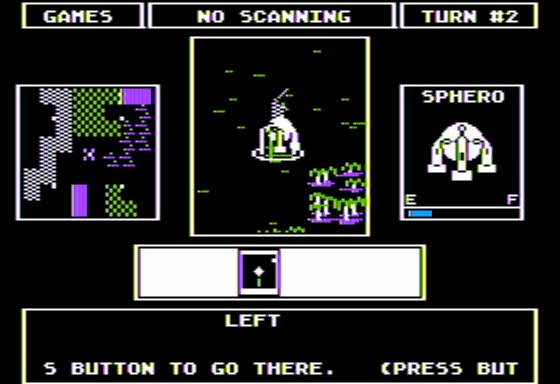 GAMES
NO SCANNING
TURN #2
SPHERO
E F
LEFT
S BUTTON TO GO THERE. (PRESS BUT